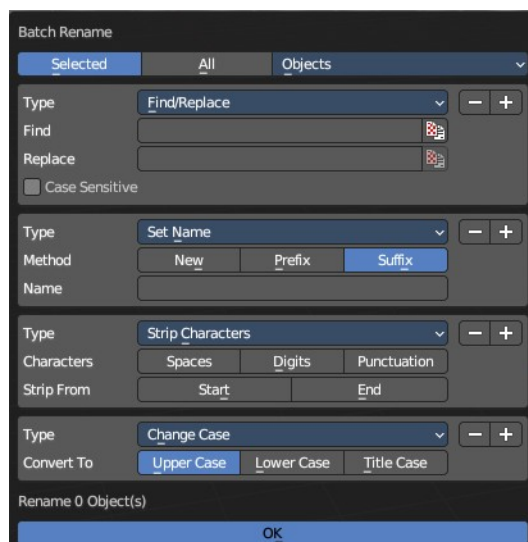 Batch Rename
Selected All Objects
Type Find/Replace
Find
Replace
Case Sensitive
Type Set Name
Method New Prefix Suffix
Name
Type Strip Characters
Characters Spaces Digits Punctuation
Strip From Start End
Type Change Case
Convert To Upper Case Lower Case Title Case
Rename 0 Object(s)
OK